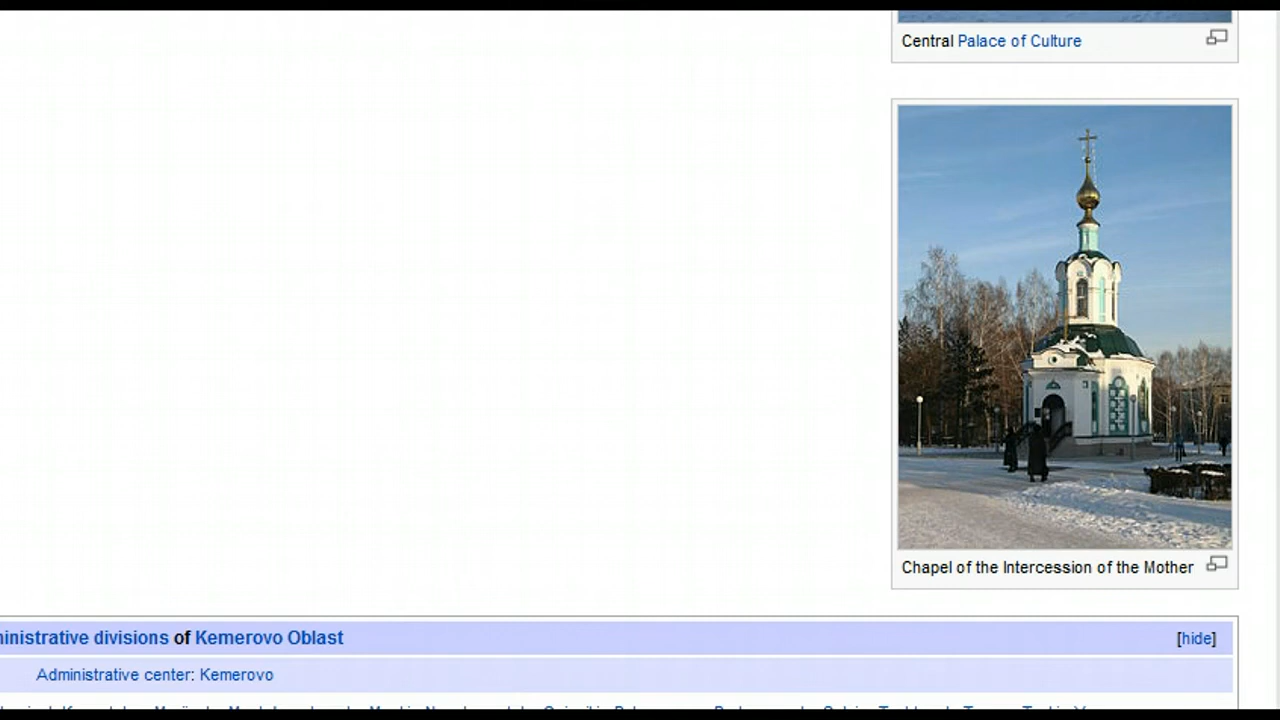 Central Palace of Culture
Chapel of the Intercession of the Mother
ministrative divisions of Kemerovo Oblast [hide]
Administrative center: Kemerovo